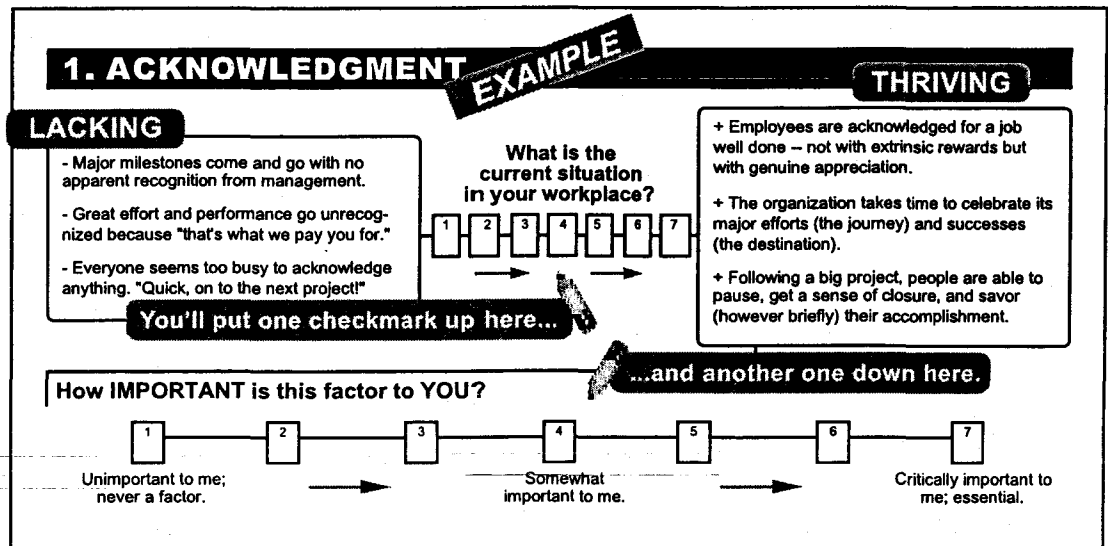 1. ACKNOWLEDGMENT
EXAMPLE
LACKING
- Major milestones come and go with no
apparent recognition from management.
- Great effort and performance go unrecog-
nized because "that's what we pay you for."
- Everyone seems too busy to acknowledge
anything. "Quick, on to the next project!"
What is the
current situation
in your workplace?
1 2 3 4 5 6 7
THRIVING
+ Employees are acknowledged for a job
well done – not with extrinsic rewards but
with genuine appreciation.
+ The organization takes time to celebrate its
major efforts (the journey) and successes
(the destination).
+ Following a big project, people are able to
pause, get a sense of closure, and savor
(however briefly) their accomplishment.
You'll put one checkmark up here...
...and another one down here.
How IMPORTANT is this factor to YOU?
1 2 3 4 5 6 7
Unimportant to me;
never a factor.
Somewhat
important to me.
Critically important to
me; essential.